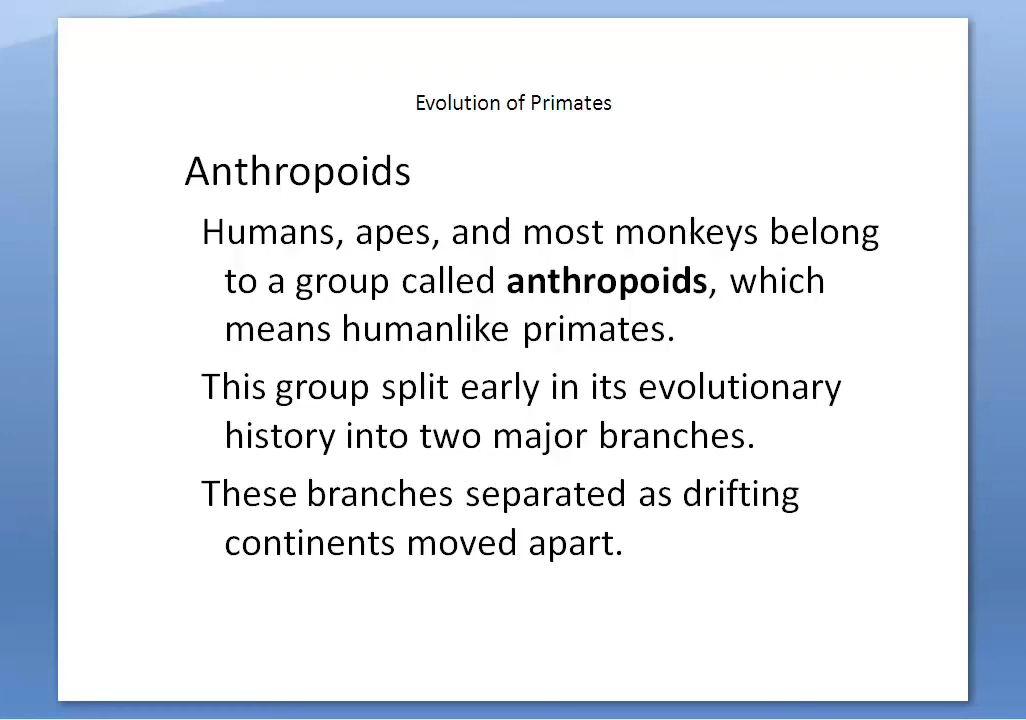 Evolution of Primates
Anthropoids
Humans, apes, and most monkeys belong
to a group called anthropoids, which
means humanlike primates.
This group split early in its evolutionary
history into two major branches.
These branches separated as drifting
continents moved apart.